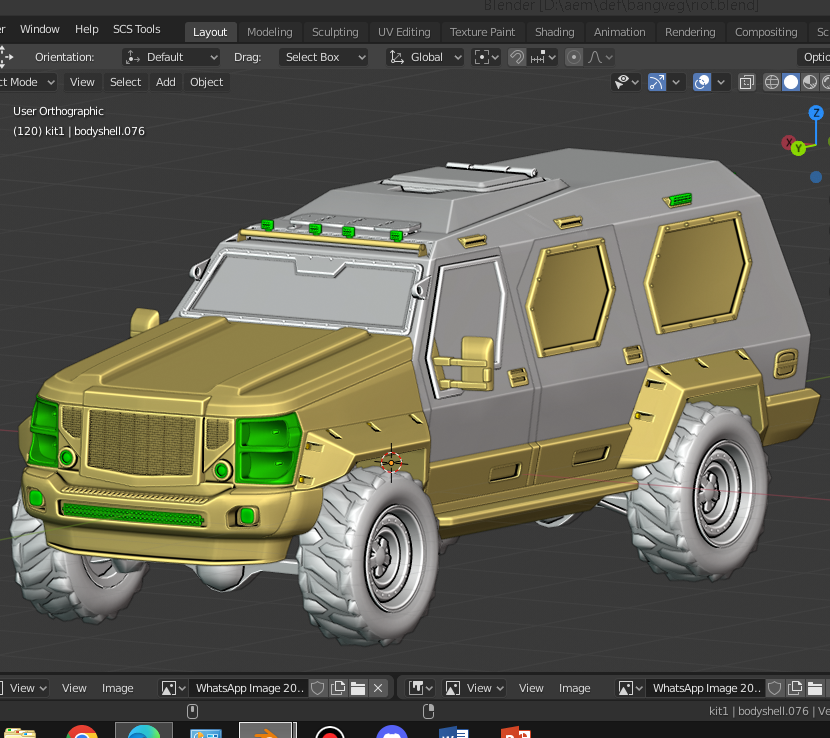 Blender [D:\aem\def\bangveg\riot.blend]
er Window Help SCS Tools
Layout Modeling Sculpting UV Editing Texture Paint Shading Animation Rendering Compositing Sc
Orientation: Default Drag: Select Box Global Optio
ct Mode View Select Add Object
User Orthographic
(120) kit1 | bodyshell.076
Z
X
Y
View View Image WhatsApp Image 20.. View View Image WhatsApp Image 20..
kit1 | bodyshell.076 | Ve